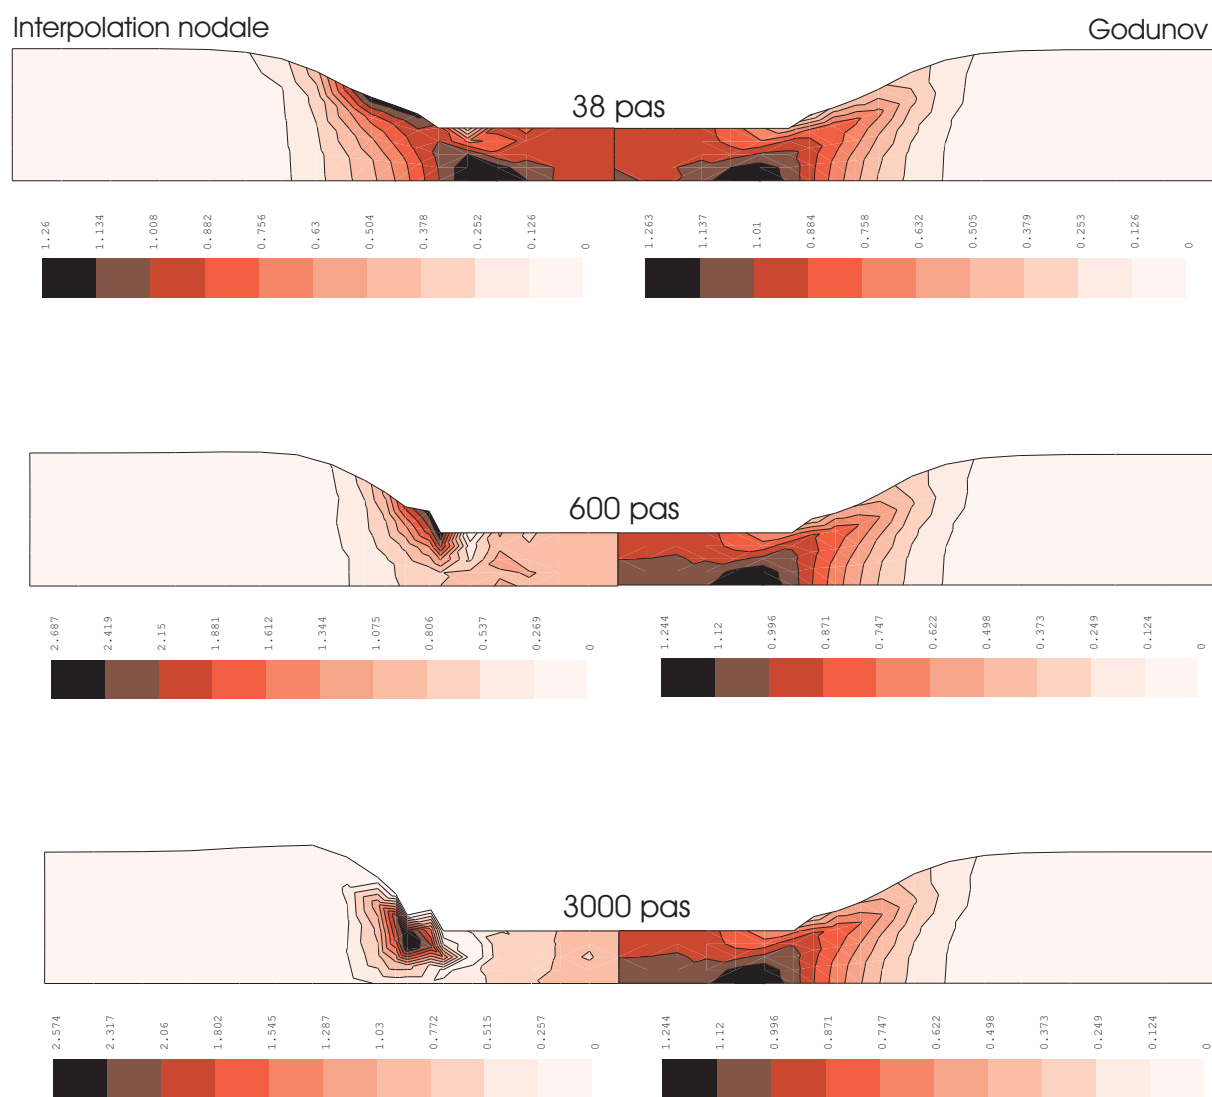 Interpolation nodale
Godunov
38 pas
1.26 1.134 1.008 0.882 0.756 0.63 0.504 0.378 0.252 0.126 0
1.263 1.137 1.01 0.884 0.758 0.632 0.505 0.379 0.253 0.126 0
600 pas
2.687 2.419 2.15 1.881 1.612 1.344 1.075 0.806 0.537 0.269 0
1.244 1.12 0.996 0.871 0.747 0.622 0.498 0.373 0.249 0.124 0
3000 pas
2.574 2.317 2.06 1.802 1.545 1.287 1.03 0.772 0.515 0.257 0
1.244 1.12 0.996 0.871 0.747 0.622 0.498 0.373 0.249 0.124 0